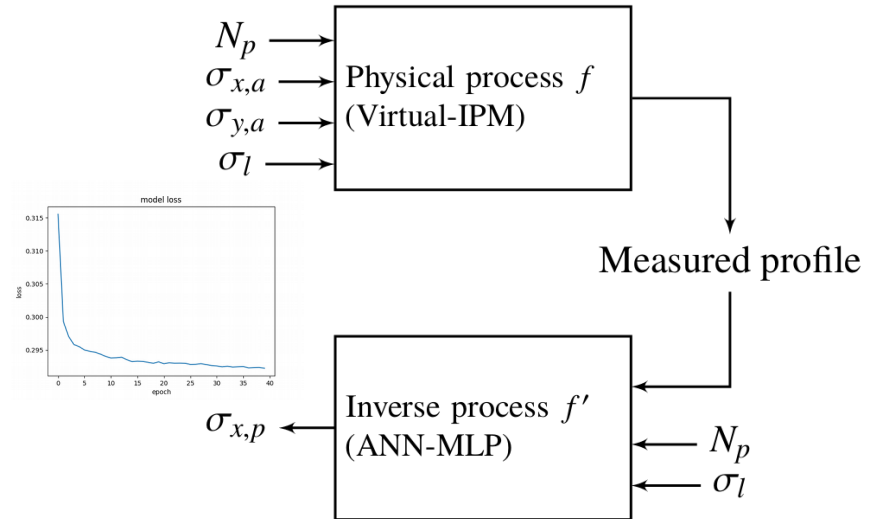 N_p
σ_{x,a}
σ_{y,a}
σ_l
Physical process f
(Virtual-IPM)
Measured profile
model loss
0.315
0.310
0.305
0.300
0.295
loss
0 5 10 15 20 25 30 35 40
epoch
Inverse process f′
(ANN-MLP)
σ_{x,p}
N_p
σ_l